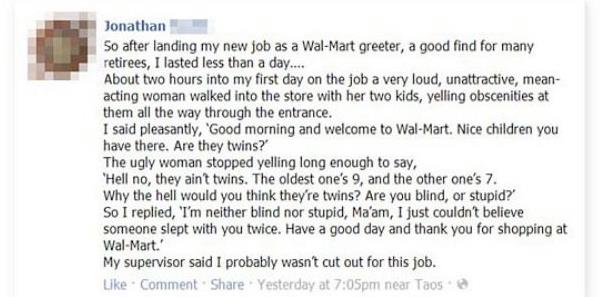 Jonathan
So after landing my new job as a Wal-Mart greeter, a good find for many
retirees, I lasted less than a day....
About two hours into my first day on the job a very loud, unattractive, mean-
acting woman walked into the store with her two kids, yelling obscenities at
them all the way through the entrance.
I said pleasantly, 'Good morning and welcome to Wal-Mart. Nice children you
have there. Are they twins?'
The ugly woman stopped yelling long enough to say,
'Hell no, they ain't twins. The oldest one's 9, and the other one's 7.
Why the hell would you think they're twins? Are you blind, or stupid?'
So I replied, 'I'm neither blind nor stupid, Ma'am, I just couldn't believe
someone slept with you twice. Have a good day and thank you for shopping at
Wal-Mart.'
My supervisor said I probably wasn't cut out for this job.
Like · Comment · Share · Yesterday at 7:05pm near Taos ·